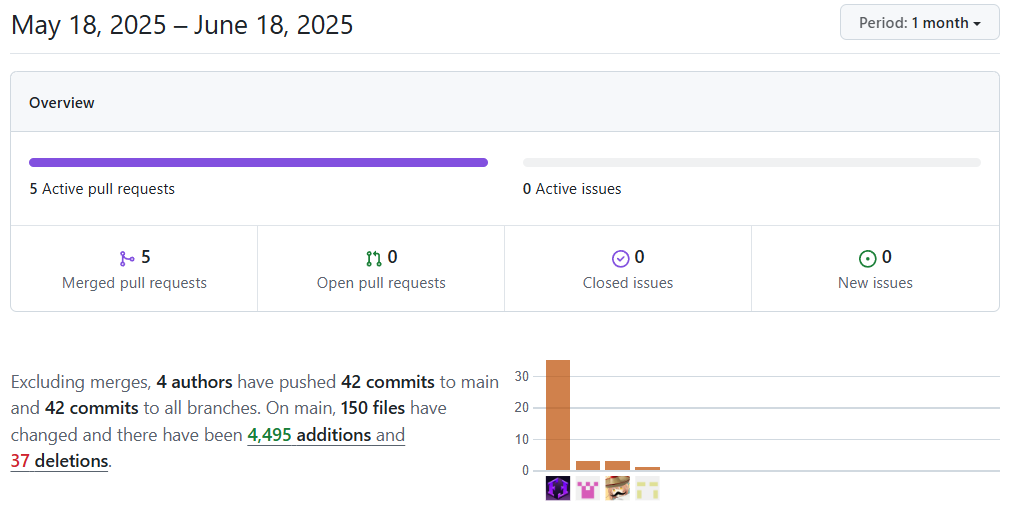 May 18, 2025 – June 18, 2025
Period: 1 month
Overview
5 Active pull requests
0 Active issues
5
Merged pull requests
0
Open pull requests
0
Closed issues
0
New issues
Excluding merges, 4 authors have pushed 42 commits to main
and 42 commits to all branches. On main, 150 files have
changed and there have been 4,495 additions and
37 deletions.
30
20
10
0